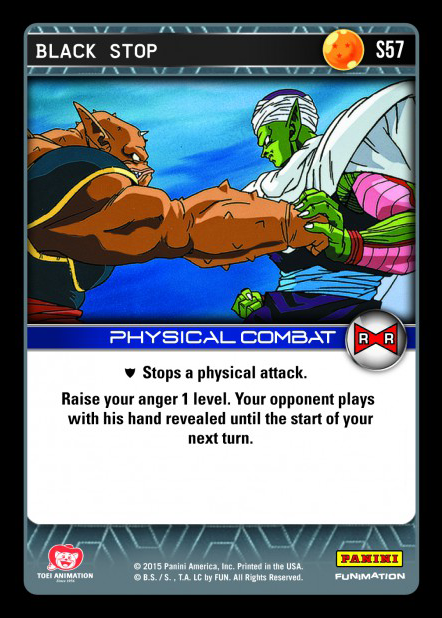 BLACK STOP S57
PHYSICAL COMBAT R R
Stops a physical attack.
Raise your anger 1 level. Your opponent plays
with his hand revealed until the start of your
next turn.
TOEI ANIMATION
Since 1956
© 2015 Panini America, Inc. Printed in the USA.
© B.S./ S. , T.A. LC by FUN. All Rights Reserved.
PANINI
FUNIMATION